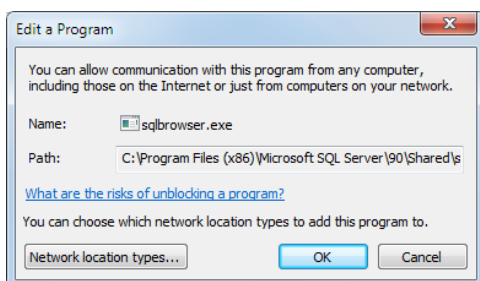 Edit a Program
You can allow communication with this program from any computer,
including those on the Internet or just from computers on your network.
Name: sqlbrowser.exe
Path: C:\Program Files (x86)\Microsoft SQL Server\90\Shared\s
What are the risks of unblocking a program?
You can choose which network location types to add this program to.
Network location types... OK Cancel